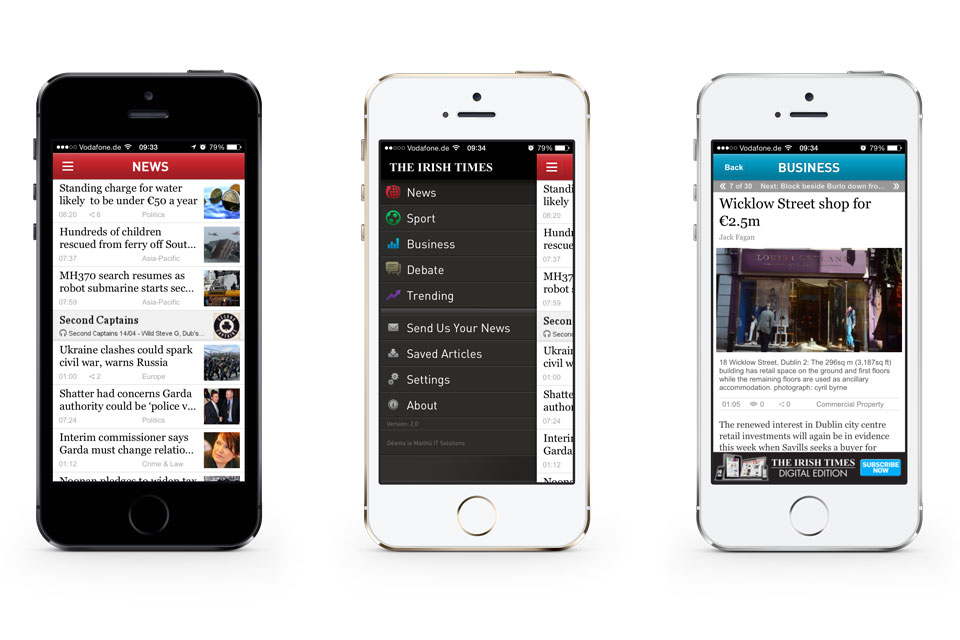 Vodafone.de 09:33 79%
NEWS
Standing charge for water
likely to be under €50 a year
08:20 6 Politics
Hundreds of children
rescued from ferry off Sout...
07:37 Asia-Pacific
MH370 search resumes as
robot submarine starts sec...
07:59 Asia-Pacific
Second Captains
Second Captains 14/04 - Wild Steve G, Dub's...
SECOND CAPTAINS
Ukraine clashes could spark
civil war, warns Russia
01:00 2 Europe
Shatter had concerns Garda
authority could be 'police v...
07:24 Politics
Interim commissioner says
Garda must change relatio...
01:12 Crime & Law
Noonan pledges to widen tax
Vodafone.de 09:34 79%
THE IRISH TIMES
News
Sport
Business
Debate
Trending
Send Us Your News
Saved Articles
Settings
About
Version: 2.0
Déanta le Maithú IT Solutions
Standi
likely
08:20
Hundr
rescue
07:37
MH37
robot s
07:59
Secon
Secon
Ukrain
civil w
01:00
Shatte
author
07:24
Interi
Garda
01:12
Noona
Vodafone.de 09:34 79%
Back BUSINESS
« 7 of 30 Next: Block beside Burlo down fro... »
Wicklow Street shop for
€2.5m
Jack Fagan
LOUIS COPELAND
18 Wicklow Street, Dublin 2: The 296sq m (3,187sq ft)
building has retail space on the ground and first floors
while the remaining floors are used as ancillary
accommodation. photograph: cyril byrne
01:05 0 0 Commercial Property
The renewed interest in Dublin city centre
retail investments will again be in evidence
this week when Savills seeks a buyer for
THE IRISH TIMES
DIGITAL EDITION
SUBSCRIBE
NOW